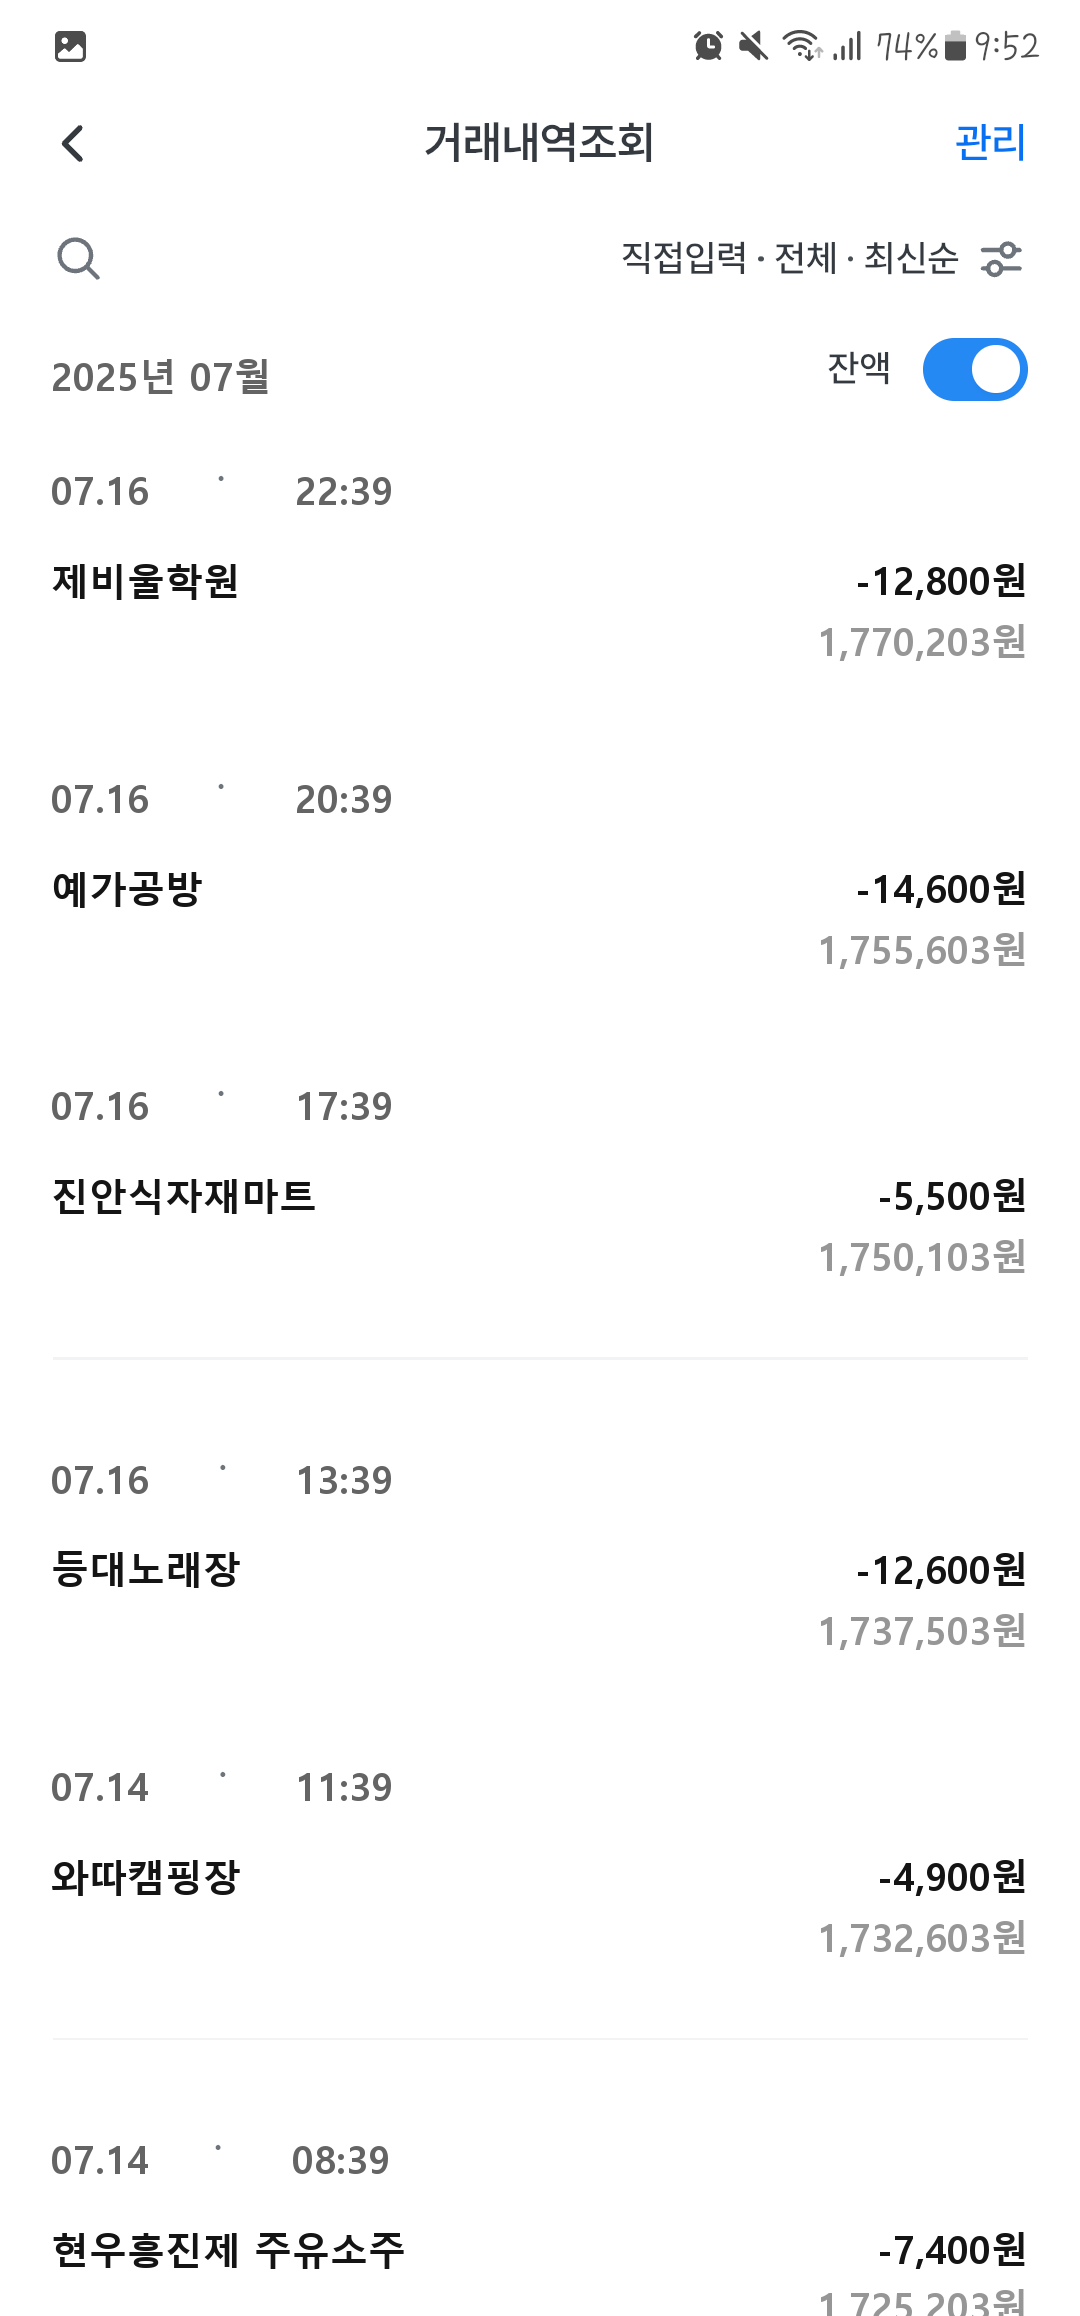 74% 9:52
거래내역조회 관리
직접입력 · 전체 · 최신순
2025년 07월 잔액
07.16 · 22:39
제비울학원 -12,800원
1,770,203원
07.16 · 20:39
예가공방 -14,600원
1,755,603원
07.16 · 17:39
진안식자재마트 -5,500원
1,750,103원
07.16 · 13:39
등대노래장 -12,600원
1,737,503원
07.14 · 11:39
와따캠핑장 -4,900원
1,732,603원
07.14 · 08:39
현우흥진제 주유소주 -7,400원
1,725,203원